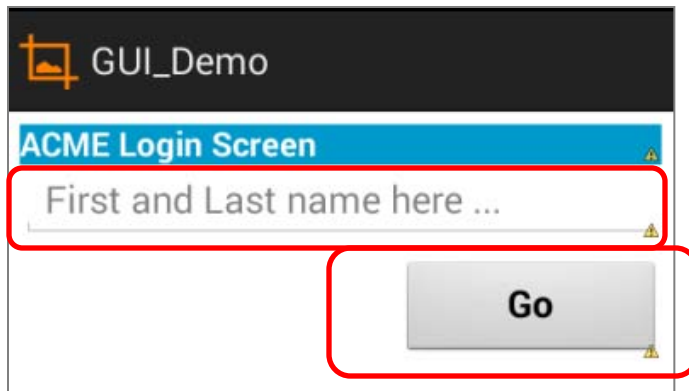 GUI_Demo
ACME Login Screen
First and Last name here ...
Go